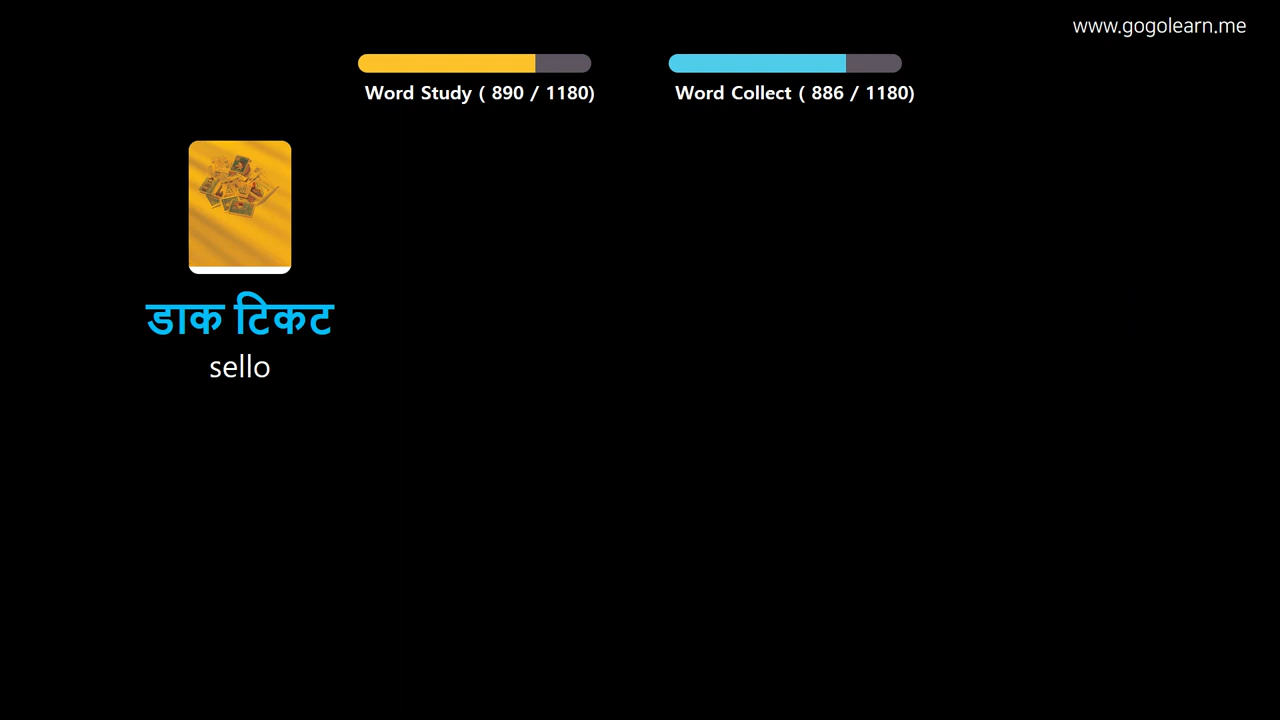 www.gogolearn.me
Word Study ( 890 / 1180)
Word Collect ( 886 / 1180)
डाक टिकट
sello